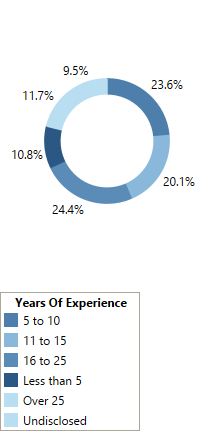 9.5%
23.6%
11.7%
10.8%
20.1%
24.4%
Years Of Experience
5 to 10
11 to 15
16 to 25
Less than 5
Over 25
Undisclosed